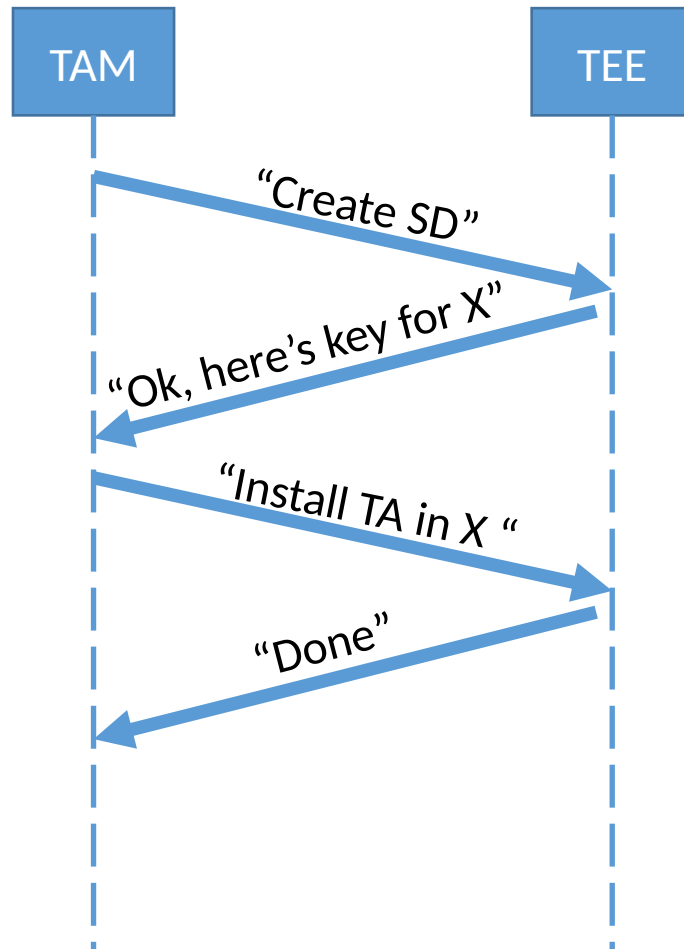 TAM
TEE
“Create SD”
“Ok, here’s key for X”
“Install TA in X “
“Done”